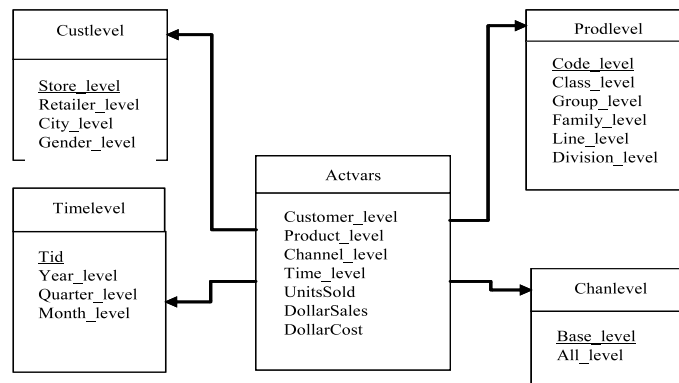 Custlevel
Store_level
Retailer_level
City_level
Gender_level
Prodlevel
Code_level
Class_level
Group_level
Family_level
Line_level
Division_level
Actvars
Customer_level
Product_level
Channel_level
Time_level
UnitsSold
DollarSales
DollarCost
Timelevel
Tid
Year_level
Quarter_level
Month_level
Chanlevel
Base_level
All_level